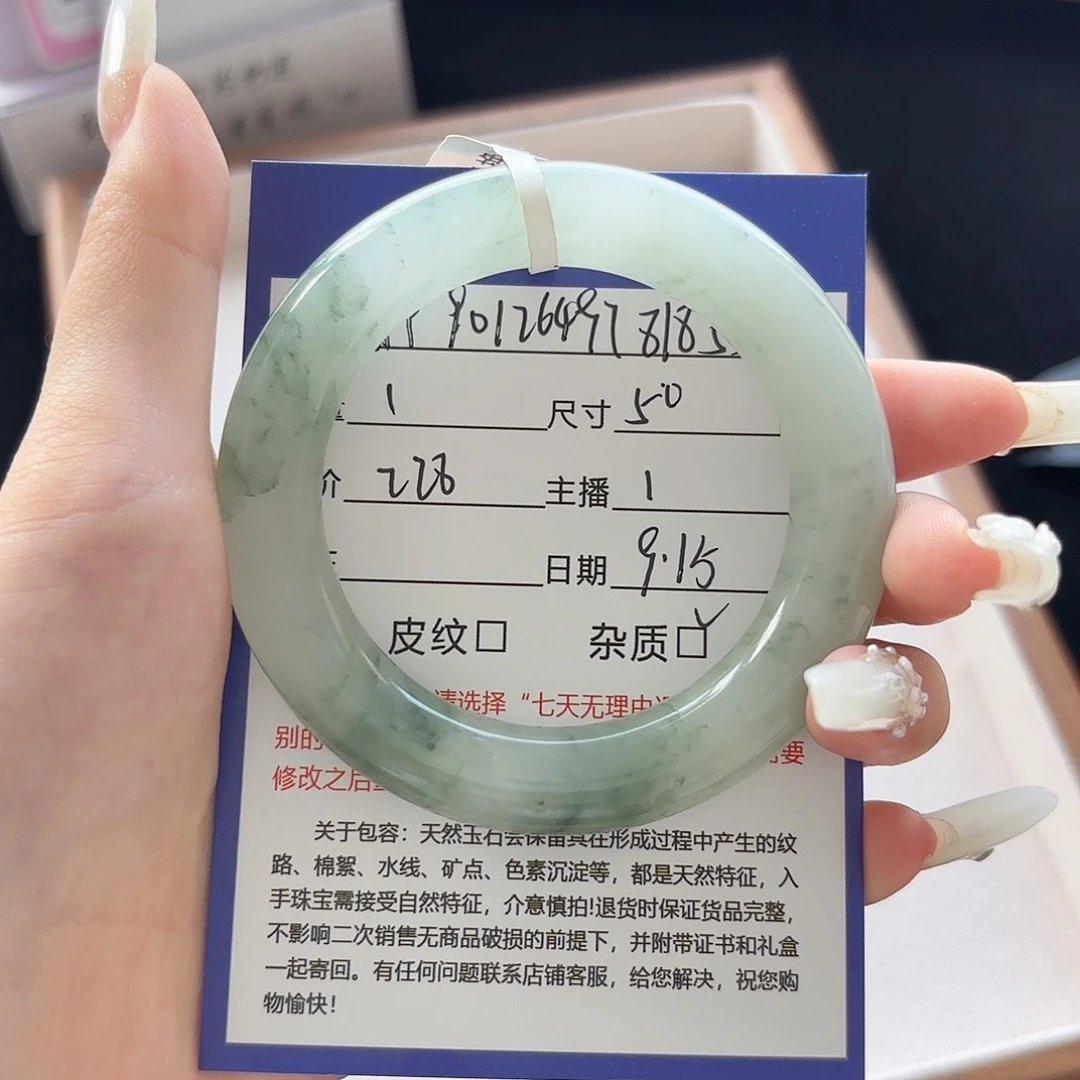 901264978185
1 尺寸 50
价 228 主播 1
日期 9.15
皮纹□ 杂质□✓
请选择“七天无理由
别的 要
修改之后
关于包容：天然玉石会保留其在形成过程中产生的纹
路、棉絮、水线、矿点、色素沉淀等，都是天然特征，入
手珠宝需接受自然特征，介意慎拍!退货时保证货品完整，
不影响二次销售无商品破损的前提下，并附带证书和礼盒
一起寄回。有任何问题联系店铺客服，给您解决，祝您购
物愉快！